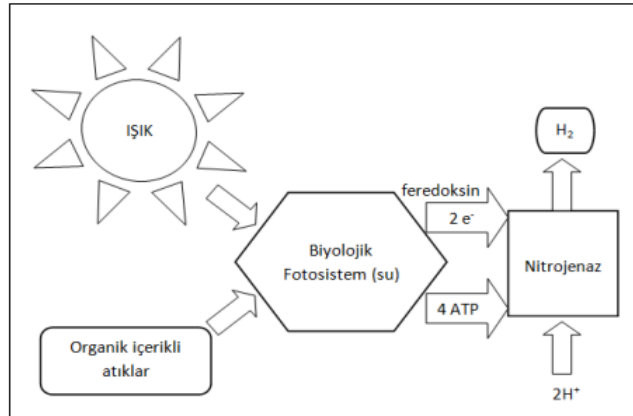 IŞIK
H₂
feredoksin
2 e⁻
Biyolojik
Fotosistem (su)
Nitrojenaz
4 ATP
Organik içerikli
atıklar
2H⁺